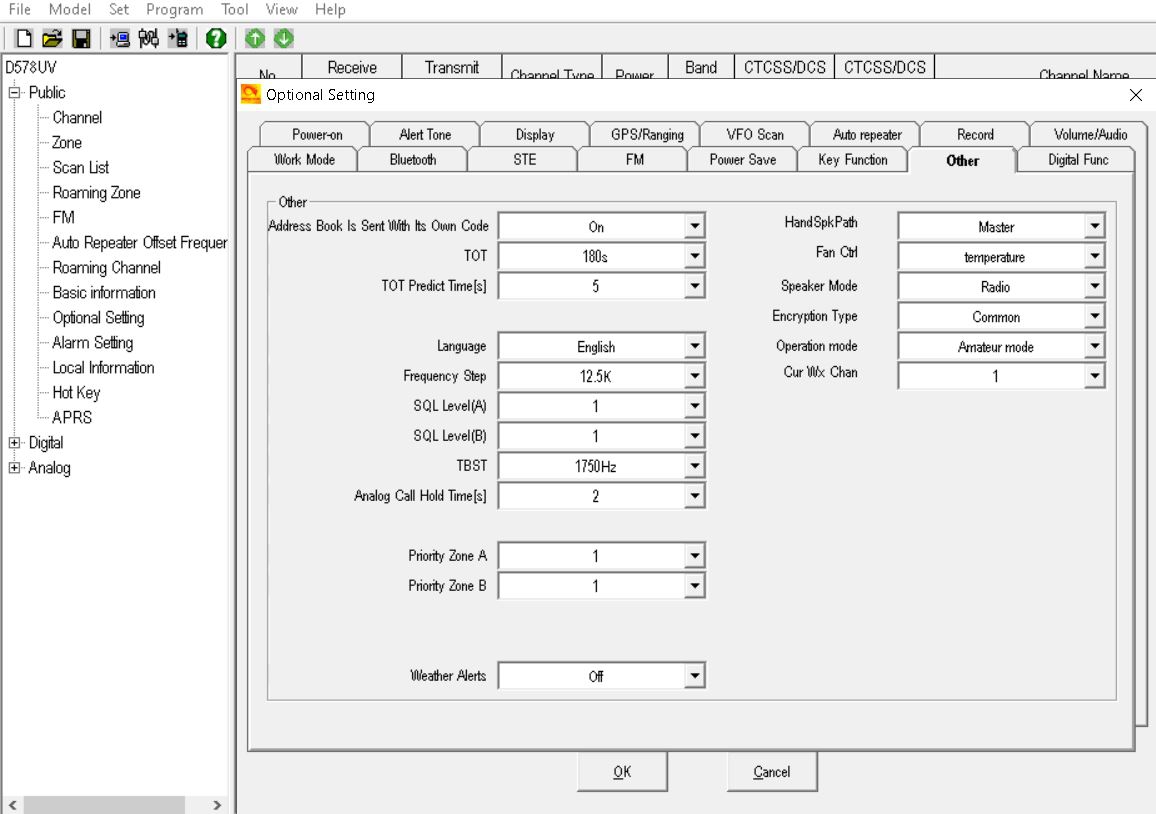 File Model Set Program Tool View Help
D578UV
Public
Channel
Zone
Scan List
Roaming Zone
FM
Auto Repeater Offset Frequer
Roaming Channel
Basic information
Optional Setting
Alarm Setting
Local Information
Hot Key
APRS
Digital
Analog
No. Receive Transmit Channel Type Power Band CTCSS/DCS CTCSS/DCS Channel Name
Optional Setting
Power-on Alert Tone Display GPS/Ranging VFO Scan Auto repeater Record Volume/Audio
Work Mode Bluetooth STE FM Power Save Key Function Other Digital Func
Other
Address Book Is Sent With Its Own Code On
TOT 180s
TOT Predict Time[s] 5
Language English
Frequency Step 12.5K
SQL Level(A) 1
SQL Level(B) 1
TBST 1750Hz
Analog Call Hold Time[s] 2
Priority Zone A 1
Priority Zone B 1
Weather Alerts Off
HandSpkPath Master
Fan Ctrl temperature
Speaker Mode Radio
Encryption Type Common
Operation mode Amateur mode
Cur Wx Chan 1
OK Cancel